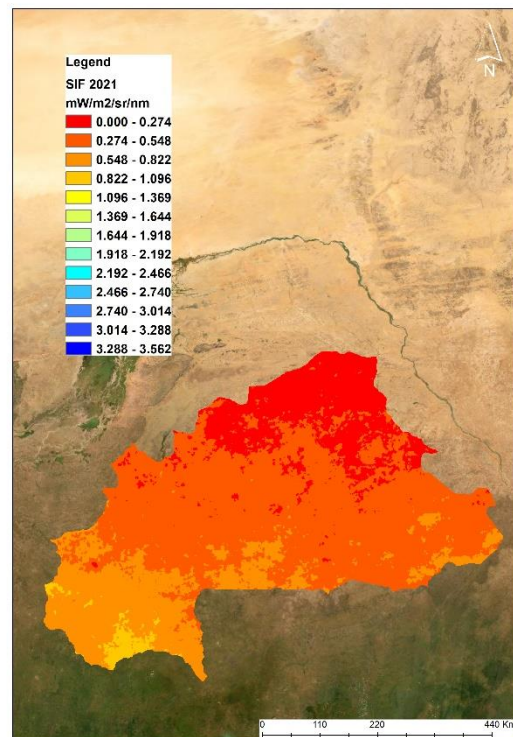 N
Legend
SIF 2021
mW/m2/sr/nm
0.000 - 0.274
0.274 - 0.548
0.548 - 0.822
0.822 - 1.096
1.096 - 1.369
1.369 - 1.644
1.644 - 1.918
1.918 - 2.192
2.192 - 2.466
2.466 - 2.740
2.740 - 3.014
3.014 - 3.288
3.288 - 3.562
0 110 220 440 Km